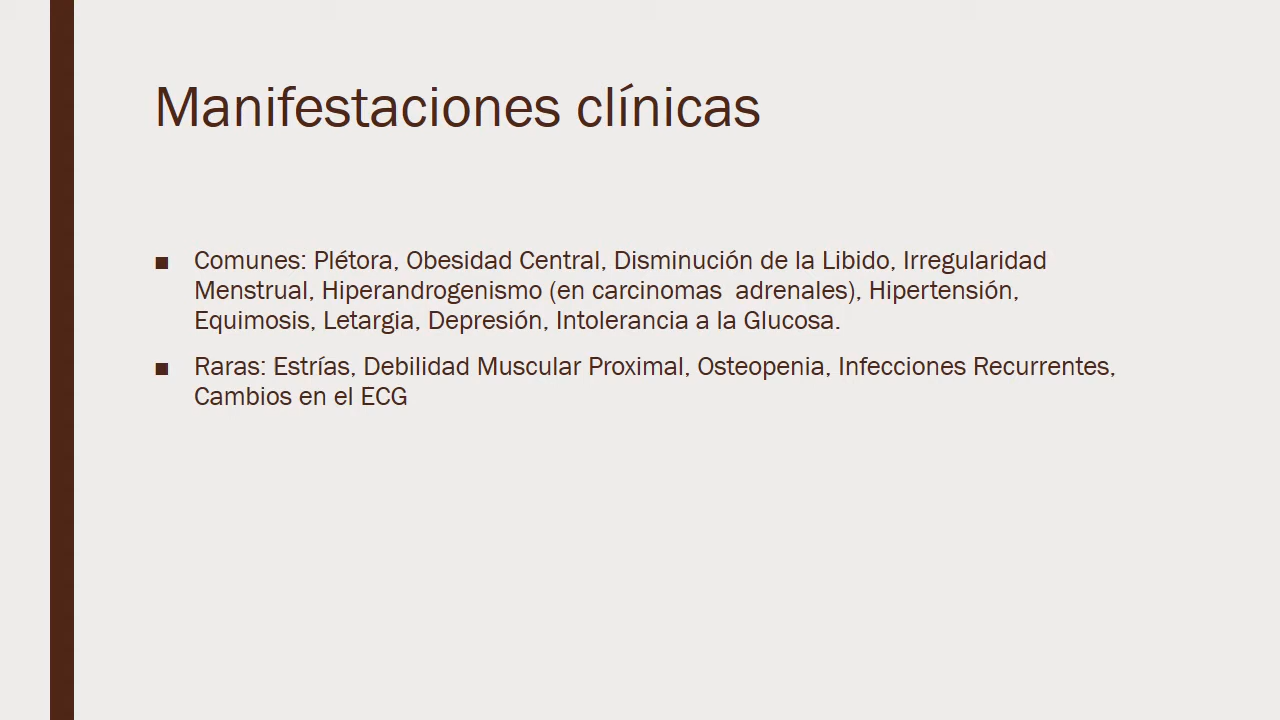 Manifestaciones clínicas
■ Comunes: Plétora, Obesidad Central, Disminución de la Libido, Irregularidad
Menstrual, Hiperandrogenismo (en carcinomas  adrenales), Hipertensión,
Equimosis, Letargia, Depresión, Intolerancia a la Glucosa.
■ Raras: Estrías, Debilidad Muscular Proximal, Osteopenia, Infecciones Recurrentes,
Cambios en el ECG